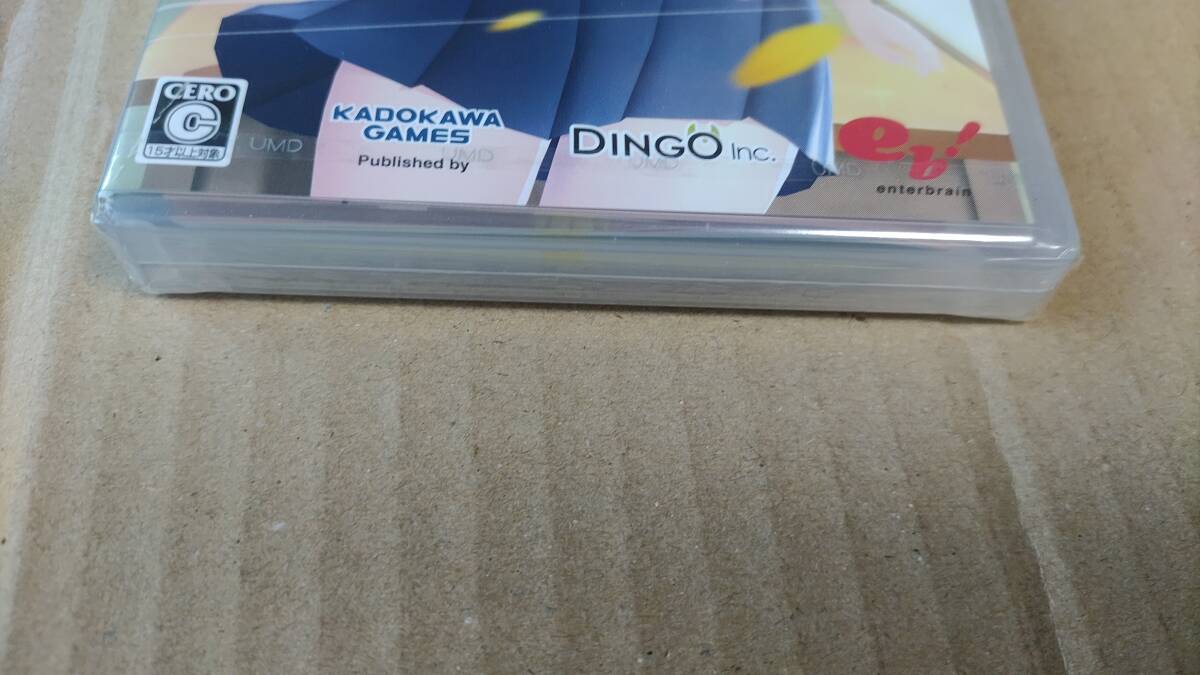 CERO
C
15才以上対象
UMD
KADOKAWA
GAMES
Published by
UMD
DINGO Inc.
UMD
UMD
eb!
enterbrain